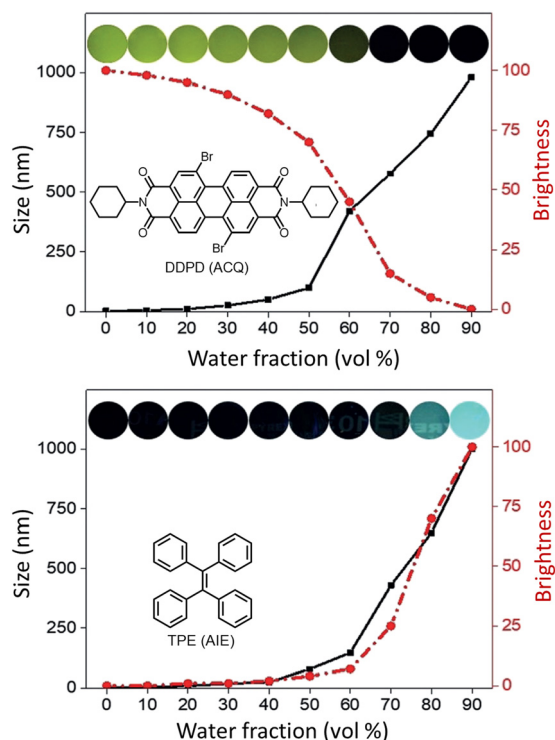 1000
750
500
250
0
Size (nm)
100
75
50
25
0
Brightness
Br
O
O
N
N
O
O
Br
DDPD (ACQ)
0 10 20 30 40 50 60 70 80 90
Water fraction (vol %)
1000
750
500
250
0
Size (nm)
100
75
50
25
0
Brightness
TPE (AIE)
0 10 20 30 40 50 60 70 80 90
Water fraction (vol %)